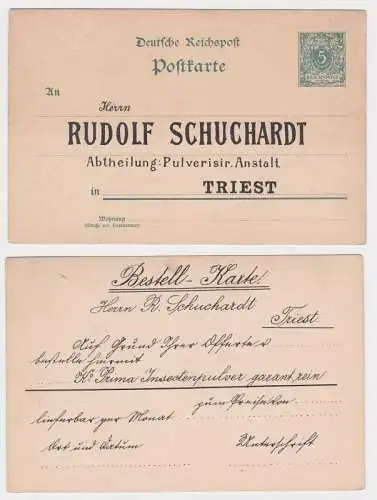 Deutsche Reichspost
Postkarte
5
An
Herrn
RUDOLF SCHUCHARDT
Abtheilung: Pulverisir. Anstalt.
in TRIEST
Wohnung
Bestell-Karte!
Herrn R. Schuchardt
Triest
Auf Grund Ihrer Offerte v
bestelle hiermit
Ko Prima Insectenpulver garant. rein
zum Preise von
lieferbar per Monat
Ort und Datum Unterschrift